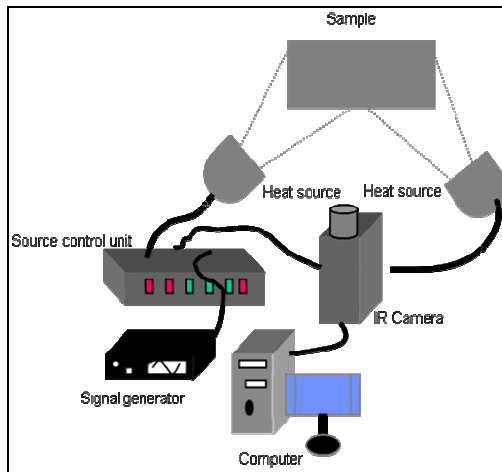 Sample
Heat source
Heat source
Source control unit
IR Camera
Signal generator
Computer